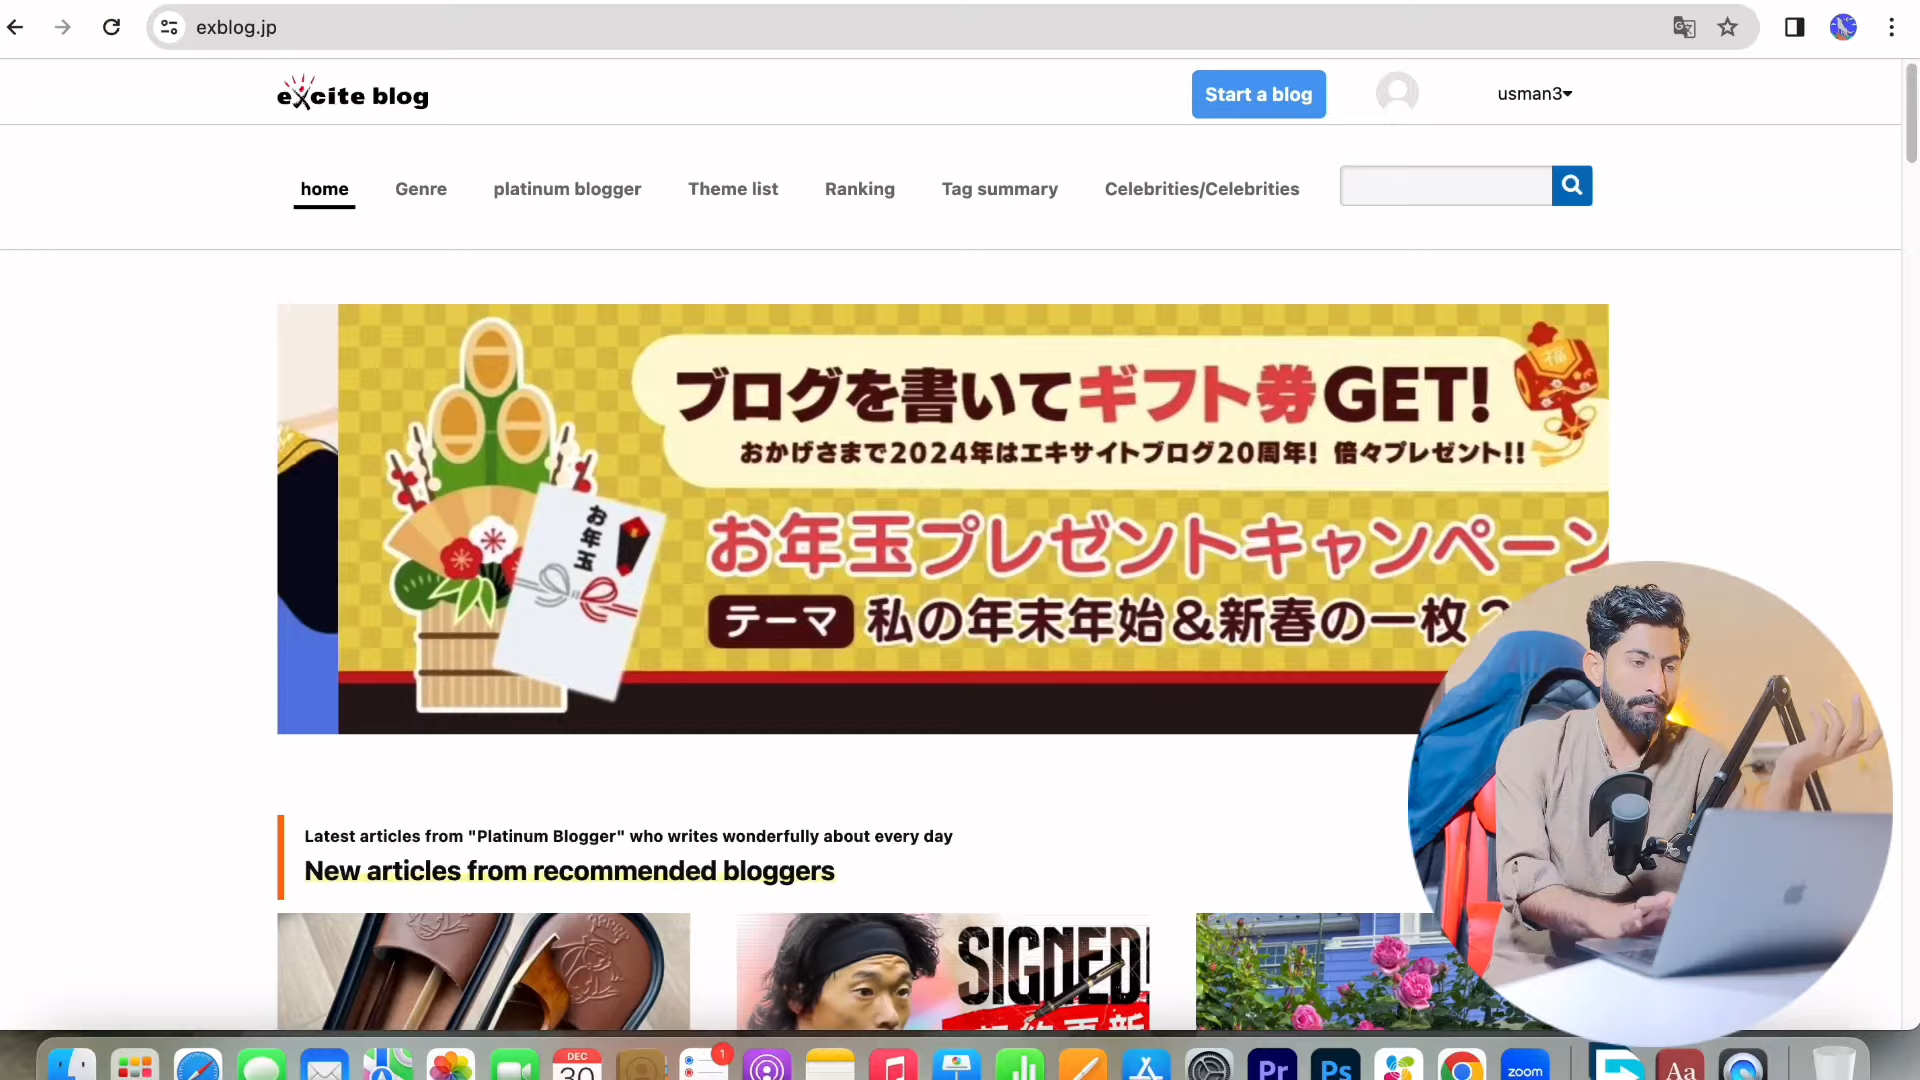 exblog.jp
excite blog
Start a blog
usman3
home
Genre
platinum blogger
Theme list
Ranking
Tag summary
Celebrities/Celebrities
ブログを書いてギフト券GET!
おかげさまで2024年はエキサイトブログ20周年! 倍々プレゼント!!
福
お年玉
お年玉プレゼントキャンペーン
テーマ 私の年末年始&新春の一枚
Latest articles from "Platinum Blogger" who writes wonderfully about every day
New articles from recommended bloggers
SIGNED!
DEC
30
1
Pr
Ps
zoom
Aa